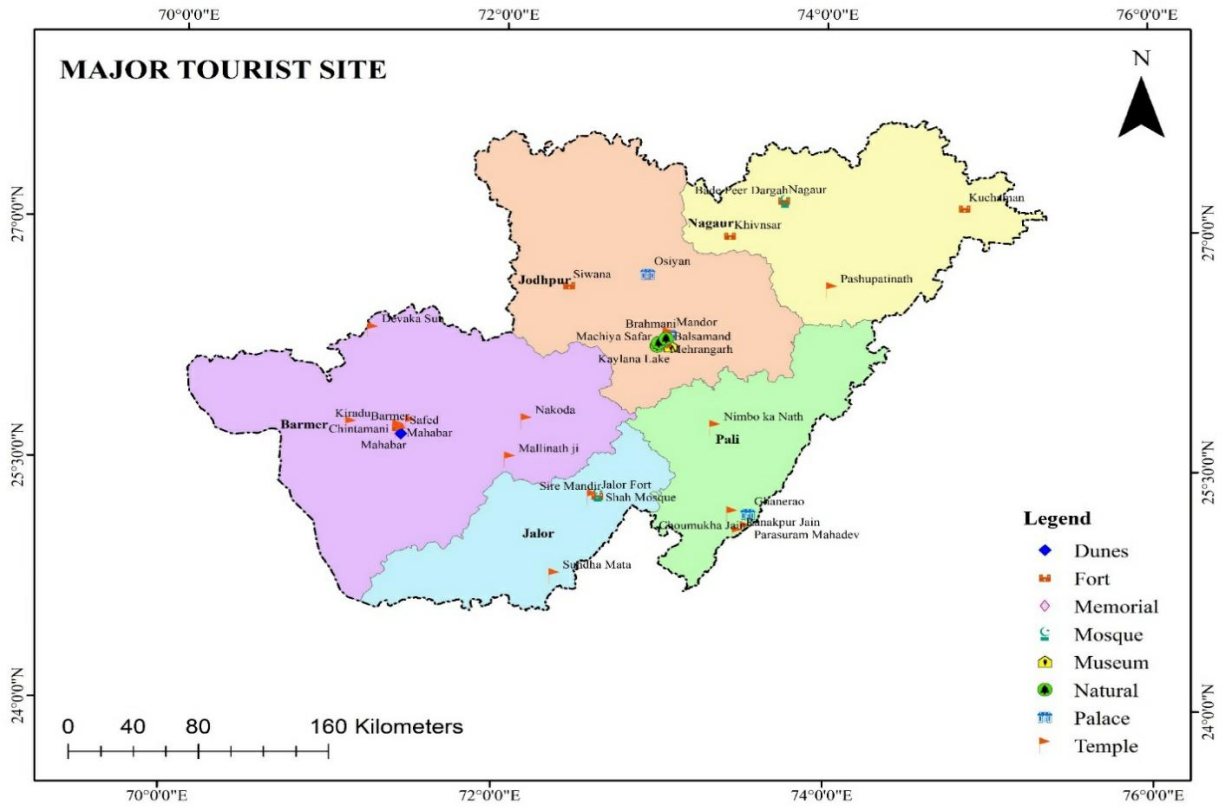 70°0'0"E 72°0'0"E 74°0'0"E 76°0'0"E
MAJOR TOURIST SITE
N
27°0'0"N
27°0'0"N
Bade Peer Dargah Nagaur
Kuchaman
Nagaur Khivnsar
Osiyan
Jodhpur Siwana
Pashupatinath
Devaka Sun
Brahmani Mandor
Machiya Safar Balsamand
Mehrangarh
Kaylana Lake
Kiradu Barmer Safed
Barmer Chintamani Mahabar
Mahabar
Nakoda
Nimbo ka Nath
Pali
Mallinath ji
25°30'0"N
25°30'0"N
Sire Mandir Jalor Fort
Shah Mosque
Ghanerao
Choumukha Jain Ranakpur Jain
Parasuram Mahadev
Jalor
Sundha Mata
Legend
Dunes
Fort
Memorial
Mosque
Museum
Natural
Palace
Temple
24°0'0"N
24°0'0"N
0 40 80 160 Kilometers
70°0'0"E 72°0'0"E 74°0'0"E 76°0'0"E